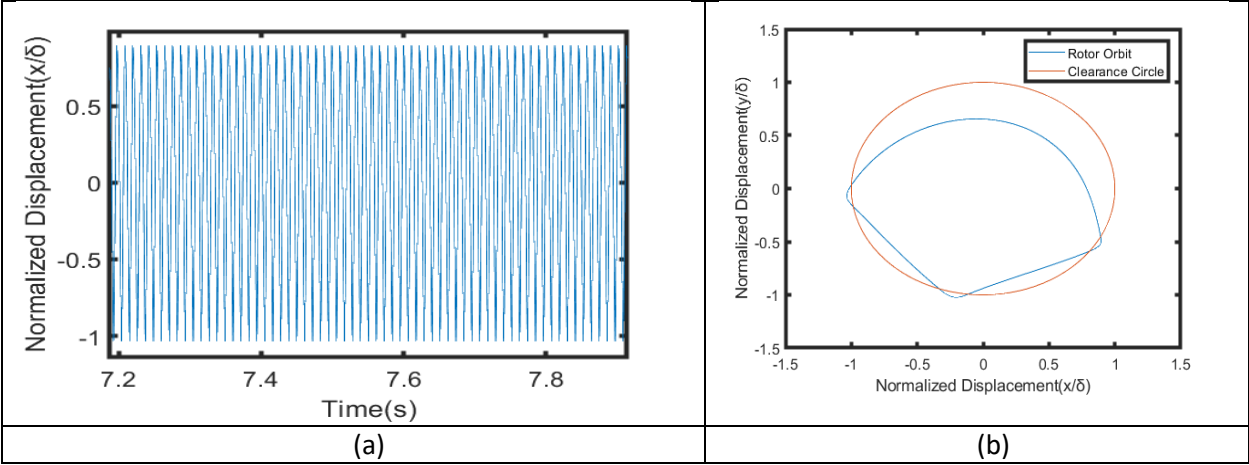 Normalized Displacement(x/δ)
0.5
0
-0.5
-1
7.2 7.4 7.6 7.8
Time(s)
(a)
Normalized Displacement(y/δ)
1.5
1
0.5
0
-0.5
-1
-1.5
-1.5 -1 -0.5 0 0.5 1 1.5
Normalized Displacement(x/δ)
Rotor Orbit
Clearance Circle
(b)